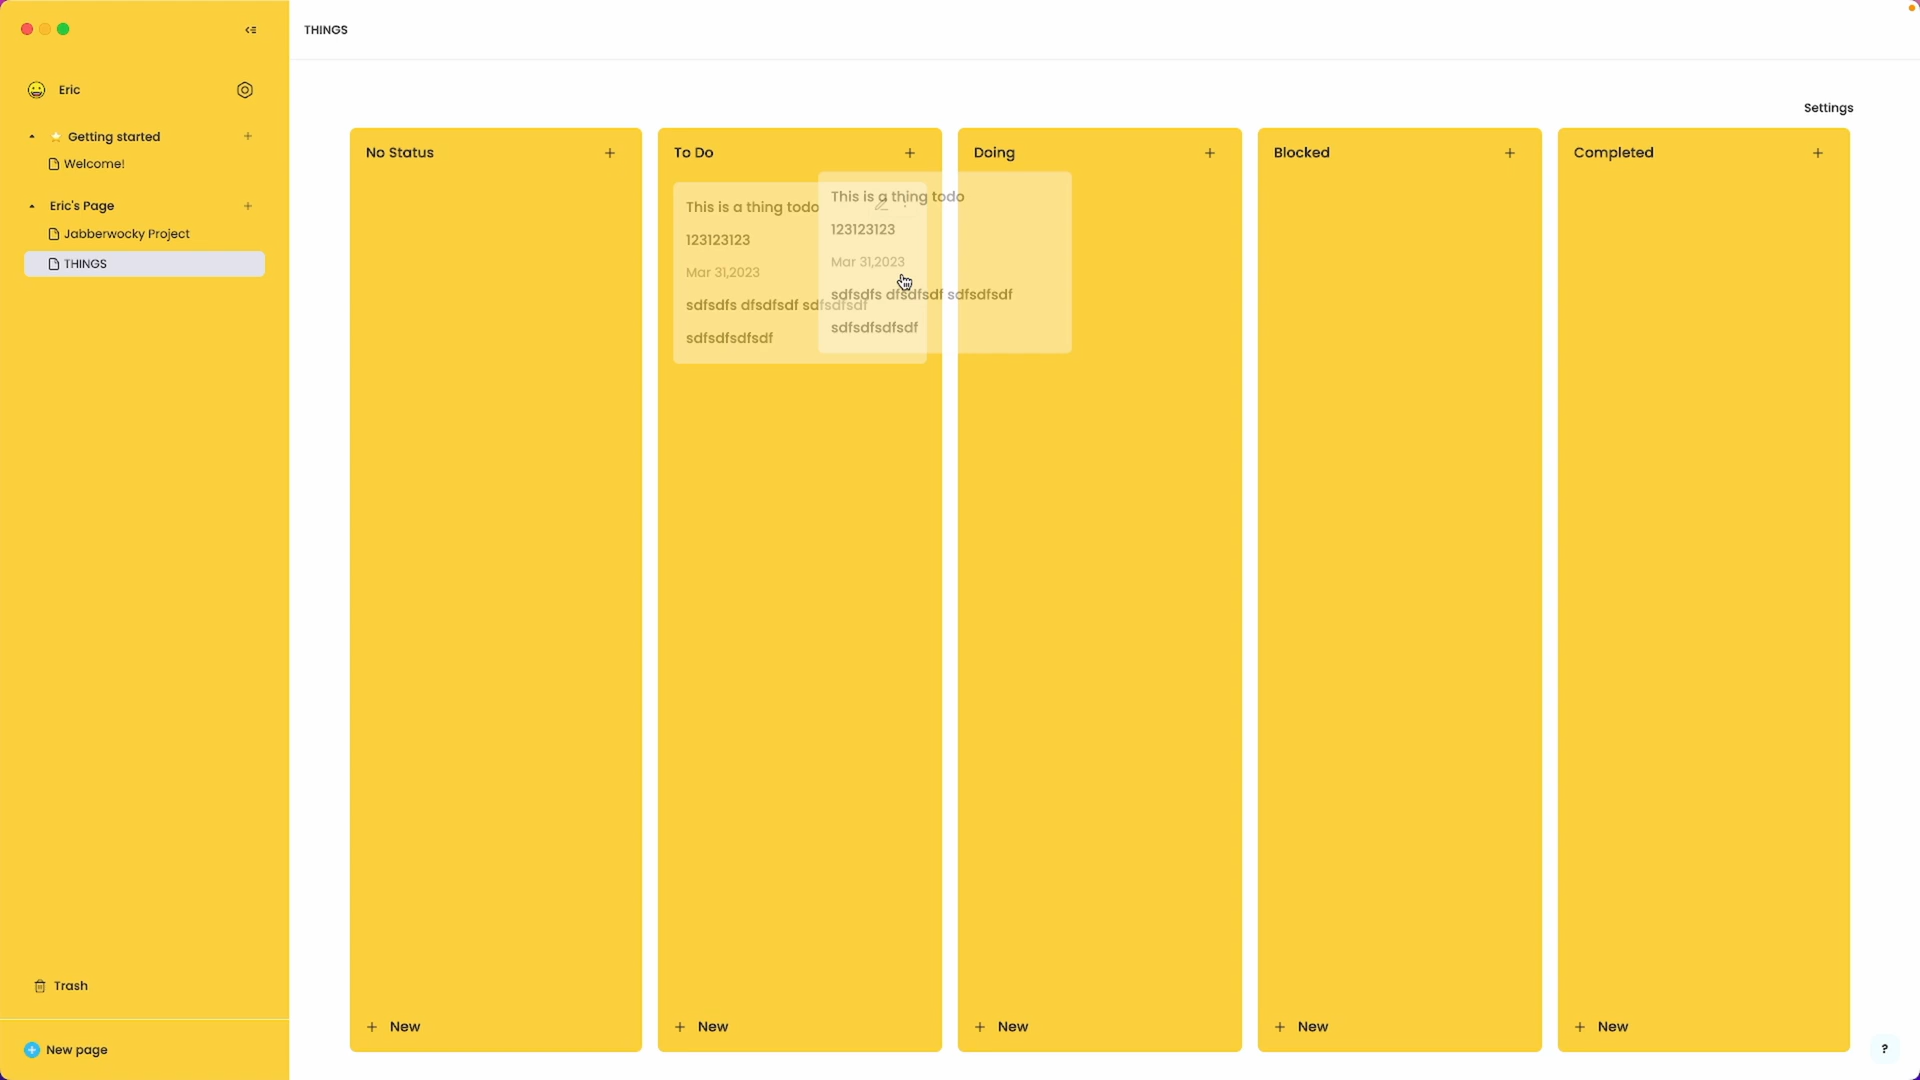 THINGS
Eric
Getting started
Welcome!
Eric's Page
Jabberwocky Project
THINGS
Trash
New page
Settings
No Status
New
To Do
This is a thing todo
123123123
Mar 31,2023
sdfsdfs dfsdfsdf sdfsdfsdf
sdfsdfsdfsdf
This is a thing todo
123123123
Mar 31,2023
sdfsdfs dfsdfsdf sdfsdfsdf
sdfsdfsdfsdf
New
Doing
New
Blocked
New
Completed
New
?